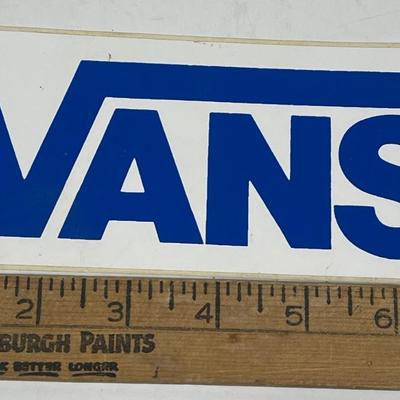 VANS
2 3 4 5 6
BURGH PAINTS
BETTER LONGER